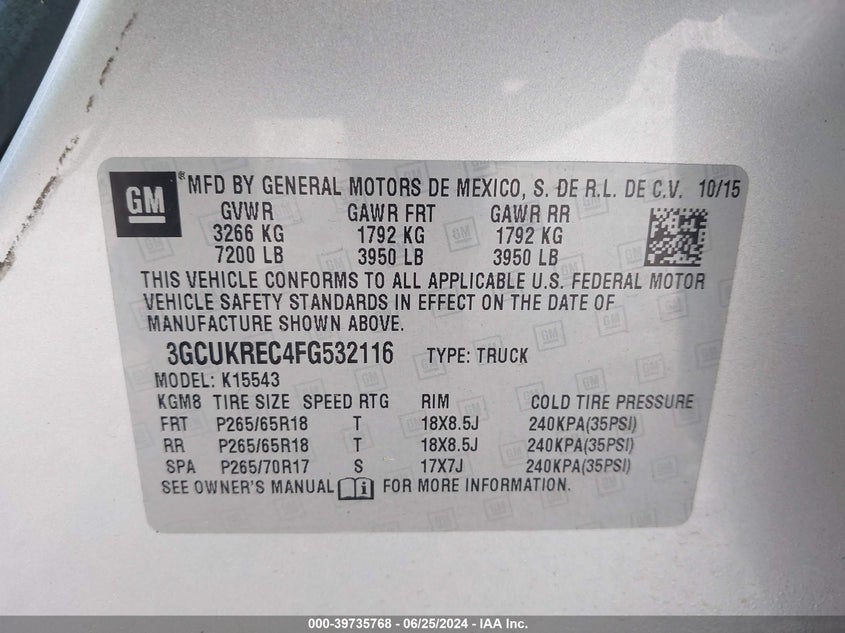 GM ® MFD BY GENERAL MOTORS DE MEXICO, S. DE R.L. DE C.V. 10/15
GVWR GAWR FRT GAWR RR
3266 KG 1792 KG 1792 KG
7200 LB 3950 LB 3950 LB
THIS VEHICLE CONFORMS TO ALL APPLICABLE U.S. FEDERAL MOTOR
VEHICLE SAFETY STANDARDS IN EFFECT ON THE DATE OF
MANUFACTURE SHOWN ABOVE.
3GCUKREC4FG532116 TYPE: TRUCK
MODEL: K15543
KGM8 TIRE SIZE SPEED RTG RIM COLD TIRE PRESSURE
FRT P265/65R18 T 18X8.5J 240KPA(35PSI)
RR P265/65R18 T 18X8.5J 240KPA(35PSI)
SPA P265/70R17 S 17X7J 240KPA(35PSI)
SEE OWNER'S MANUAL i FOR MORE INFORMATION.
000-39735768 - 06/25/2024 - IAA Inc.